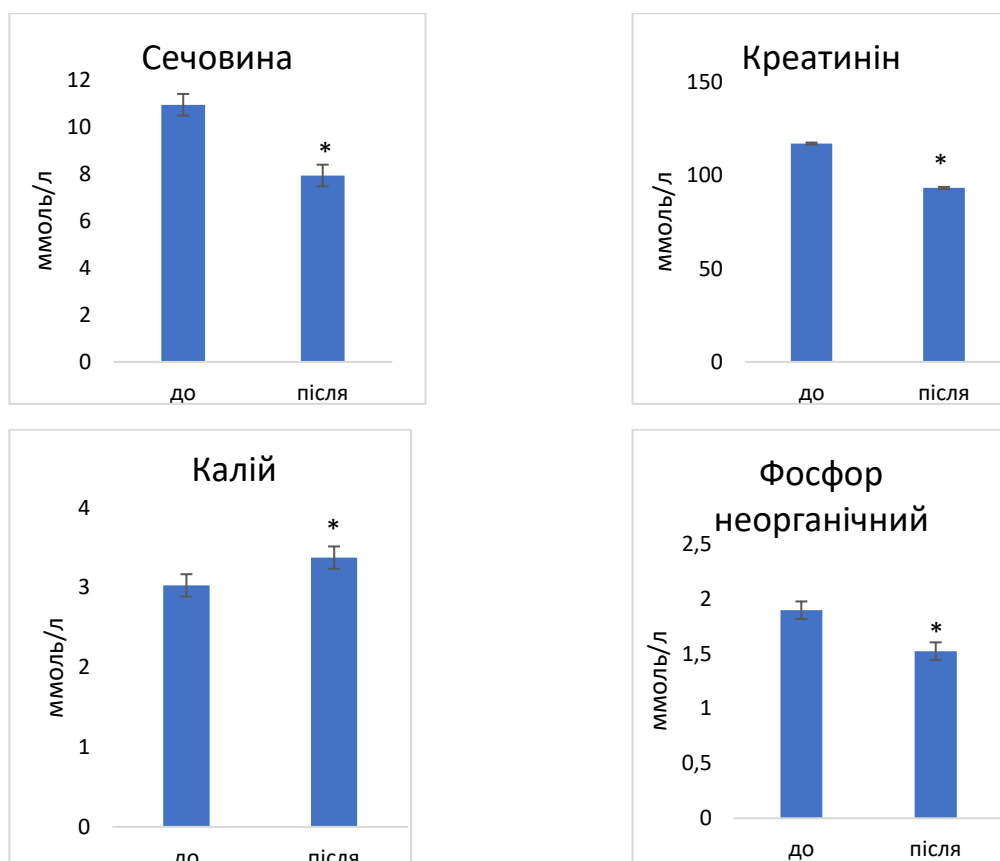 Сечовина
12
10
8
6
4
2
0
ммоль/л
*
до після
Креатинін
150
100
50
0
ммоль/л
*
до після
Калій
4
3
2
1
0
ммоль/л
*
до після
Фосфор
неорганічний
2,5
2
1,5
1
0,5
0
ммоль/л
*
до після